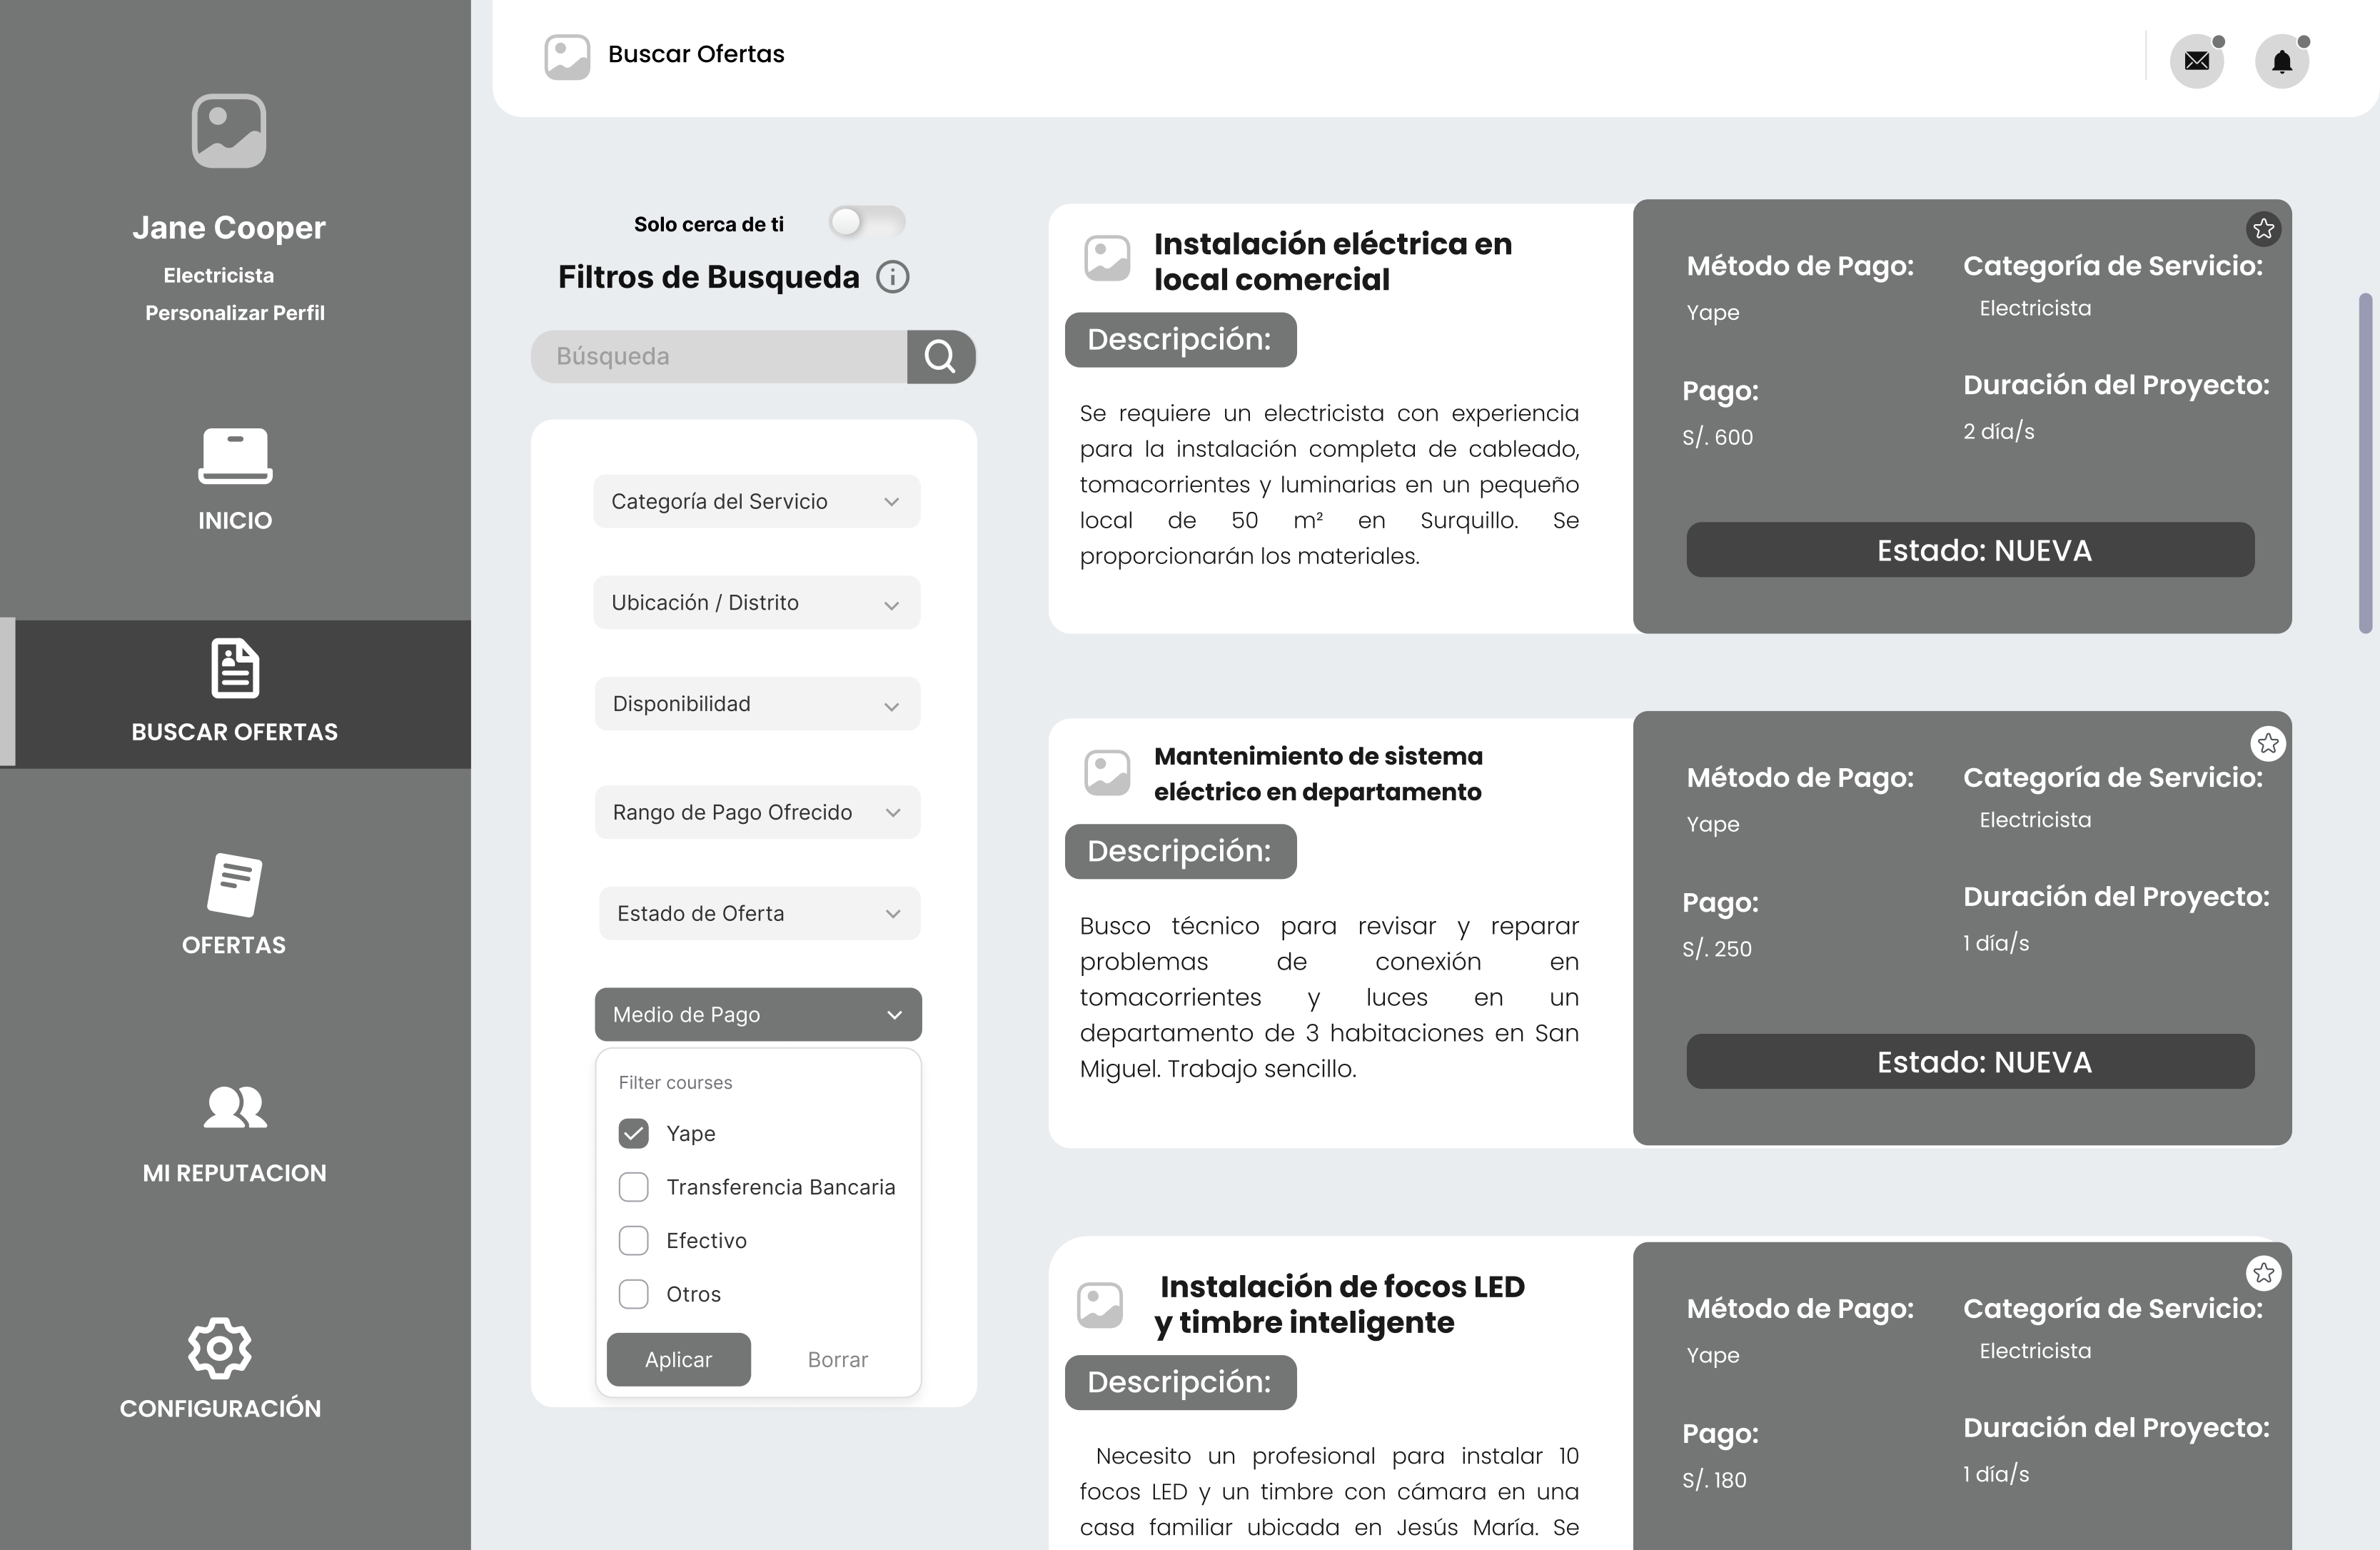 Jane Cooper
Electricista
Personalizar Perfil
INICIO
BUSCAR OFERTAS
OFERTAS
MI REPUTACION
CONFIGURACIÓN
Buscar Ofertas
Solo cerca de ti
Filtros de Busqueda
Búsqueda
Categoría del Servicio
Ubicación / Distrito
Disponibilidad
Rango de Pago Ofrecido
Estado de Oferta
Medio de Pago
Filter courses
Yape
Transferencia Bancaria
Efectivo
Otros
Aplicar
Borrar
Instalación eléctrica en
local comercial
Descripción:
Se requiere un electricista con experiencia
para la instalación completa de cableado,
tomacorrientes y luminarias en un pequeño
local de 50 m² en Surquillo. Se
proporcionarán los materiales.
Método de Pago:
Yape
Categoría de Servicio:
Electricista
Pago:
S/. 600
Duración del Proyecto:
2 día/s
Estado: NUEVA
Mantenimiento de sistema
eléctrico en departamento
Descripción:
Busco técnico para revisar y reparar
problemas de conexión en
tomacorrientes y luces en un
departamento de 3 habitaciones en San
Miguel. Trabajo sencillo.
Método de Pago:
Yape
Categoría de Servicio:
Electricista
Pago:
S/. 250
Duración del Proyecto:
1 día/s
Estado: NUEVA
Instalación de focos LED
y timbre inteligente
Descripción:
Necesito un profesional para instalar 10
focos LED y un timbre con cámara en una
casa familiar ubicada en Jesús María. Se
Método de Pago:
Yape
Categoría de Servicio:
Electricista
Pago:
S/. 180
Duración del Proyecto:
1 día/s